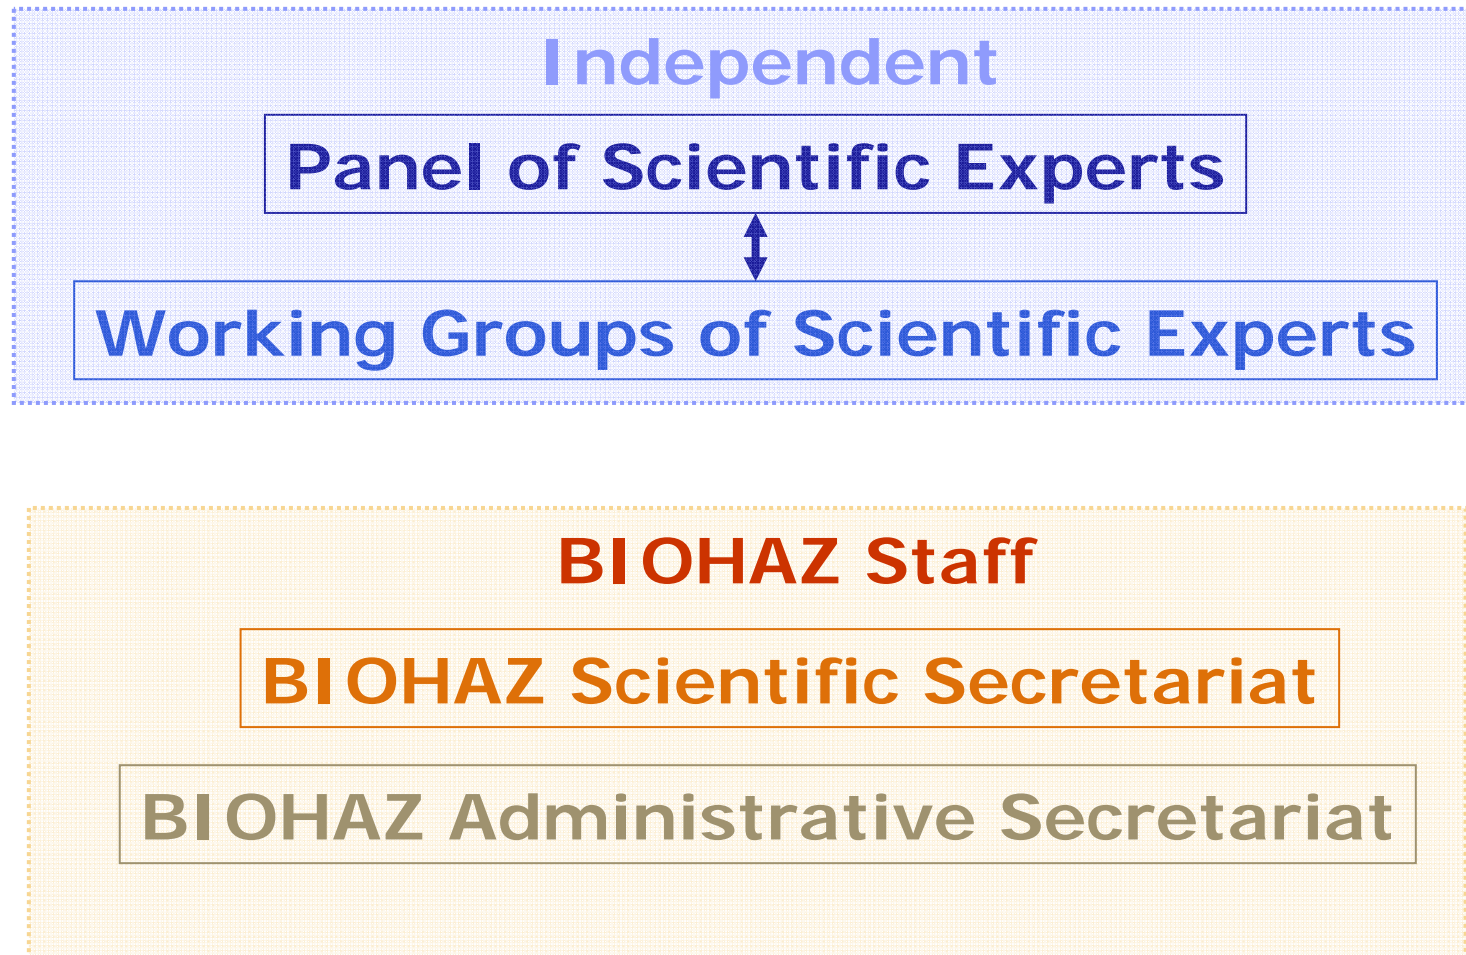 Independent
Panel of Scientific Experts
Working Groups of Scientific Experts
BIOHAZ Staff
BIOHAZ Scientific Secretariat
BIOHAZ Administrative Secretariat